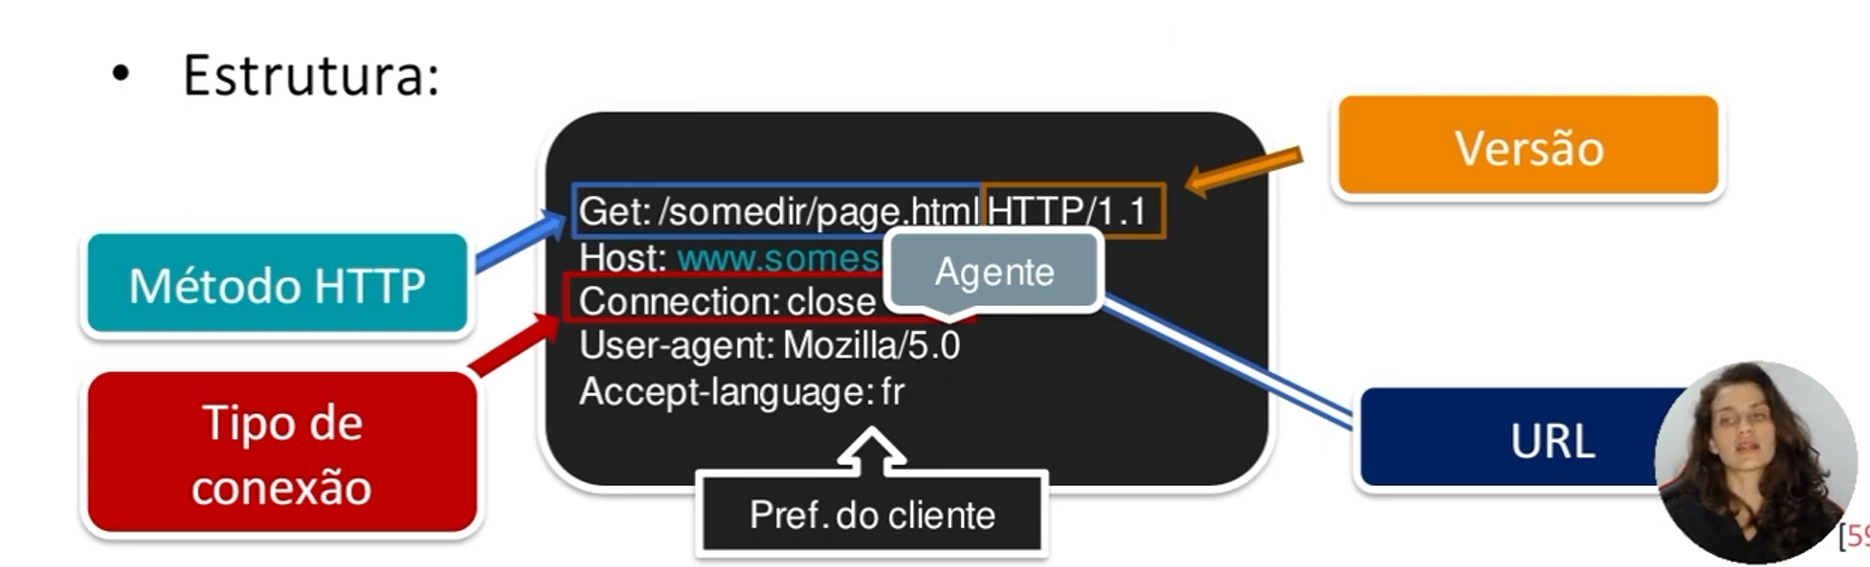 • Estrutura:
Versão
Get: /somedir/page.html HTTP/1.1
Host: www.somes
Agente
Método HTTP
Connection: close
User-agent: Mozilla/5.0
Accept-language: fr
Tipo de
conexão
URL
Pref. do cliente
[59